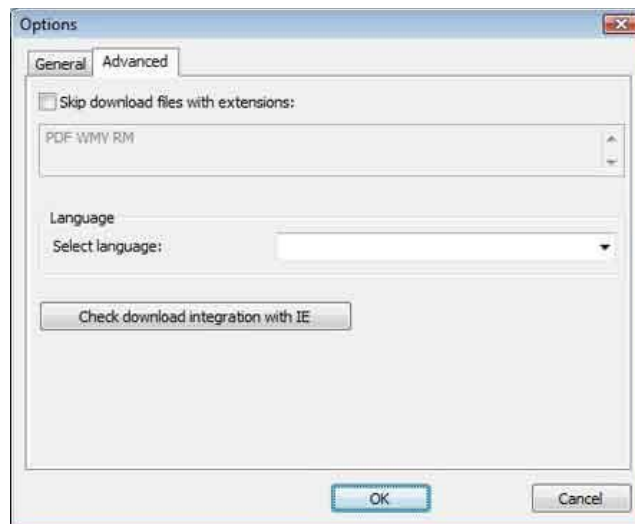 Options
General Advanced
Skip download files with extensions:
PDF WMV RM
Language
Select language:
Check download integration with IE
OK Cancel